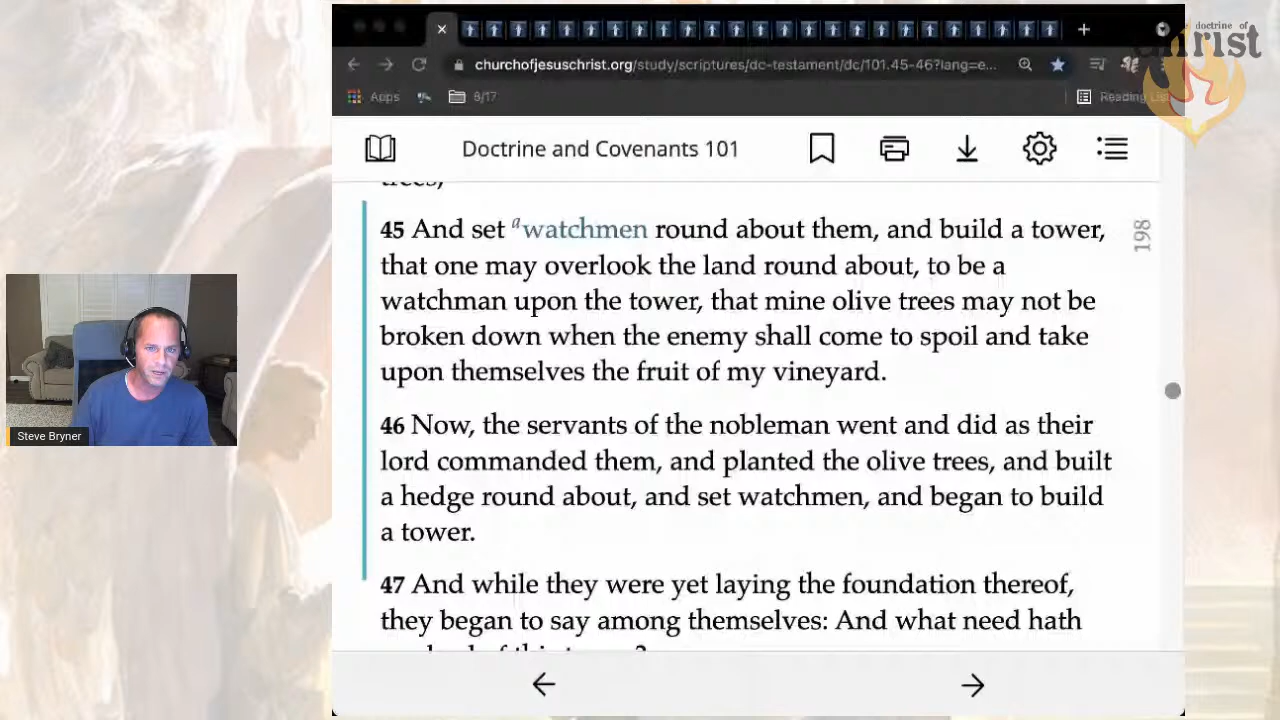 the doctrine of
Christ
churchofjesuschrist.org/study/scriptures/dc-testament/dc/101.45-46?lang=e...
Apps
8/17
Reading List
Doctrine and Covenants 101
trees,
45 And set a watchmen round about them, and build a tower,
that one may overlook the land round about, to be a
watchman upon the tower, that mine olive trees may not be
broken down when the enemy shall come to spoil and take
upon themselves the fruit of my vineyard.
198
46 Now, the servants of the nobleman went and did as their
lord commanded them, and planted the olive trees, and built
a hedge round about, and set watchmen, and began to build
a tower.
47 And while they were yet laying the foundation thereof,
they began to say among themselves: And what need hath
Steve Bryner